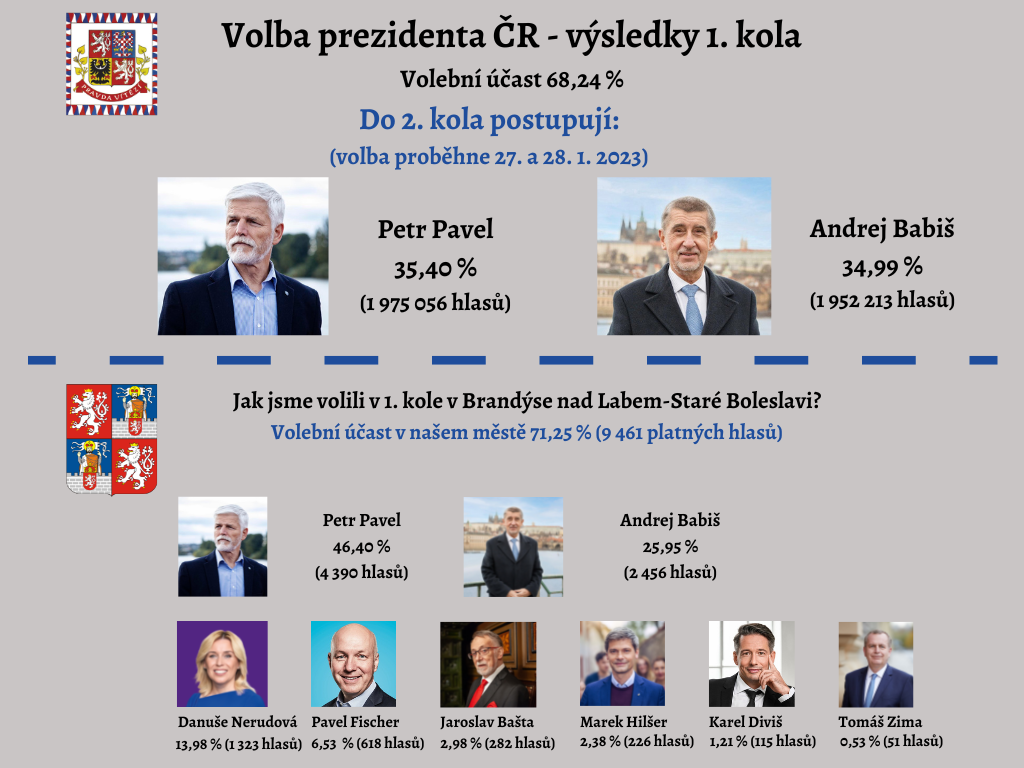 PRAVDA VÍTĚZÍ
Volba prezidenta ČR - výsledky 1. kola
Volební účast 68,24 %
Do 2. kola postupují:
(volba proběhne 27. a 28. 1. 2023)
Petr Pavel
35,40 %
(1 975 056 hlasů)
Andrej Babiš
34,99 %
(1 952 213 hlasů)
Jak jsme volili v 1. kole v Brandýse nad Labem-Staré Boleslavi?
Volební účast v našem městě 71,25 % (9 461 platných hlasů)
Petr Pavel
46,40 %
(4 390 hlasů)
Andrej Babiš
25,95 %
(2 456 hlasů)
Danuše Nerudová
13,98 % (1 323 hlasů)
Pavel Fischer
6,53 % (618 hlasů)
Jaroslav Bašta
2,98 % (282 hlasů)
Marek Hilšer
2,38 % (226 hlasů)
Karel Diviš
1,21 % (115 hlasů)
Tomáš Zima
0,53 % (51 hlasů)